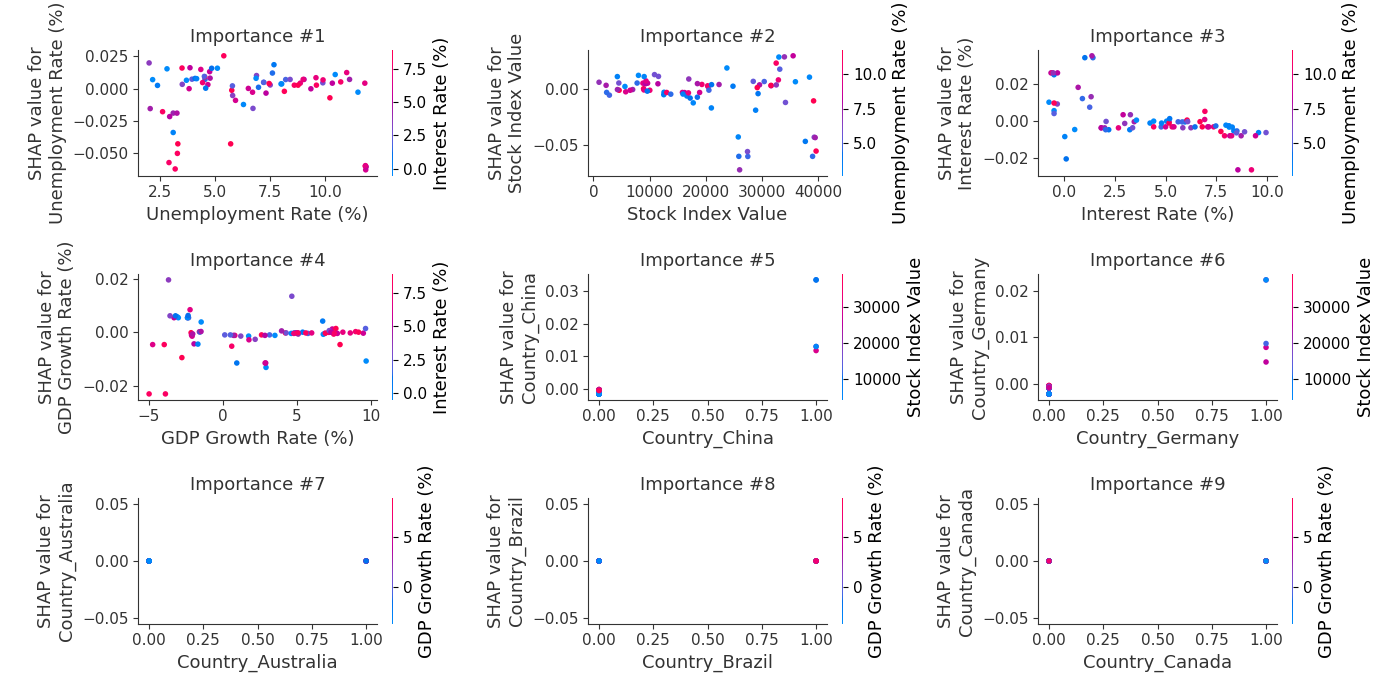 Importance #1
SHAP value for
Unemployment Rate (%)
0.025
0.000
−0.025
−0.050
2.5
5.0
7.5
10.0
Unemployment Rate (%)
7.5
5.0
2.5
0.0
Interest Rate (%)
Importance #2
SHAP value for
Stock Index Value
0.00
−0.05
0
10000
20000
30000
40000
Stock Index Value
10.0
7.5
5.0
Unemployment Rate (%)
Importance #3
SHAP value for
Interest Rate (%)
0.02
0.00
−0.02
0.0
2.5
5.0
7.5
10.0
Interest Rate (%)
10.0
7.5
5.0
Unemployment Rate (%)
Importance #4
SHAP value for
GDP Growth Rate (%)
0.02
0.00
−0.02
−5
0
5
10
GDP Growth Rate (%)
7.5
5.0
2.5
0.0
Interest Rate (%)
Importance #5
SHAP value for
Country_China
0.03
0.02
0.01
0.00
0.00
0.25
0.50
0.75
1.00
Country_China
30000
20000
10000
Stock Index Value
Importance #6
SHAP value for
Country_Germany
0.02
0.01
0.00
0.00
0.25
0.50
0.75
1.00
Country_Germany
30000
20000
10000
Stock Index Value
Importance #7
SHAP value for
Country_Australia
0.05
0.00
−0.05
0.00
0.25
0.50
0.75
1.00
Country_Australia
5
0
GDP Growth Rate (%)
Importance #8
SHAP value for
Country_Brazil
0.05
0.00
−0.05
0.00
0.25
0.50
0.75
1.00
Country_Brazil
5
0
GDP Growth Rate (%)
Importance #9
SHAP value for
Country_Canada
0.05
0.00
−0.05
0.00
0.25
0.50
0.75
1.00
Country_Canada
5
0
GDP Growth Rate (%)